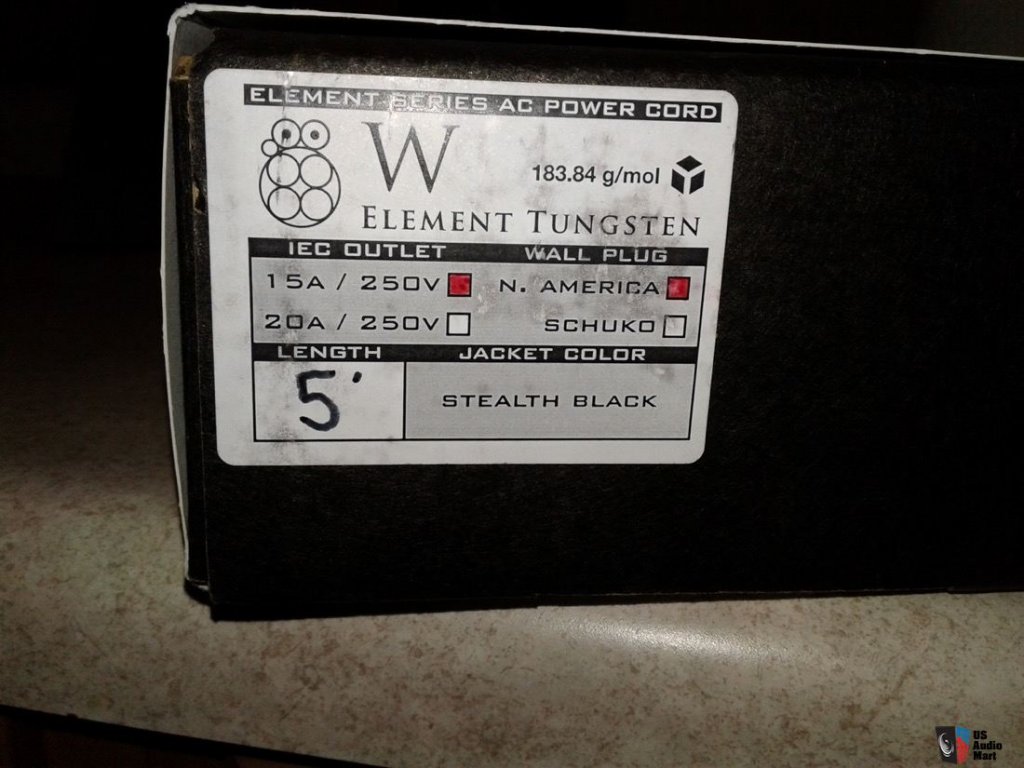 ELEMENT SERIES AC POWER CORD
W
183.84 g/mol
ELEMENT TUNGSTEN
IEC OUTLET WALL PLUG
15A / 250V N. AMERICA
20A / 250V SCHUKO
LENGTH JACKET COLOR
5' STEALTH BLACK
US
Audio
Mart